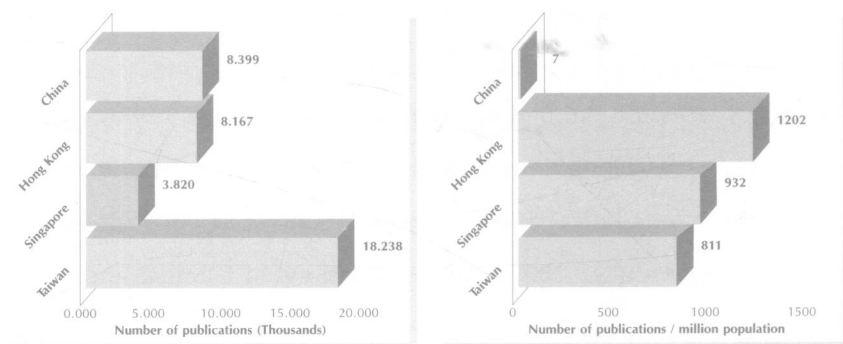 China
8.399
Hong Kong
8.167
Singapore
3.820
Taiwan
18.238
0.000 5.000 10.000 15.000 20.000
Number of publications (Thousands)
China
7
Hong Kong
1202
Singapore
932
Taiwan
811
0 500 1000 1500
Number of publications / million population